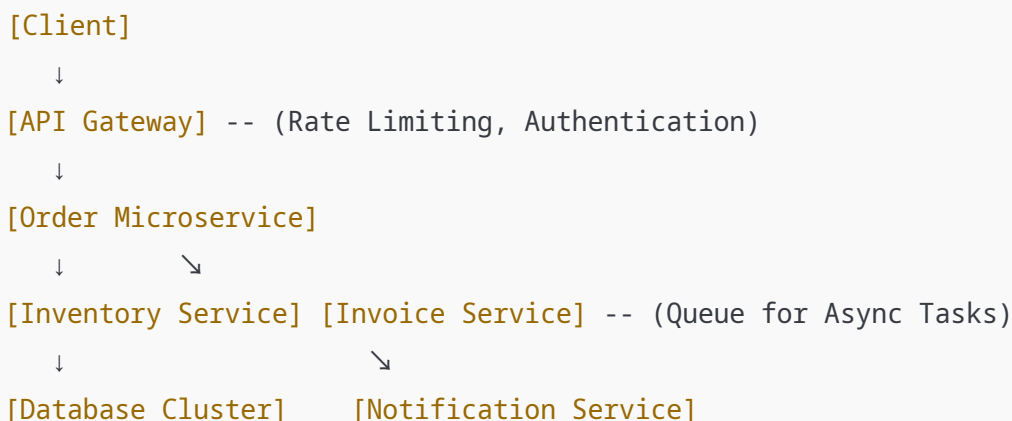 [Client]
↓
[API Gateway] -- (Rate Limiting, Authentication)
↓
[Order Microservice]
↓ ↘
[Inventory Service] [Invoice Service] -- (Queue for Async Tasks)
↓ ↘
[Database Cluster] [Notification Service]